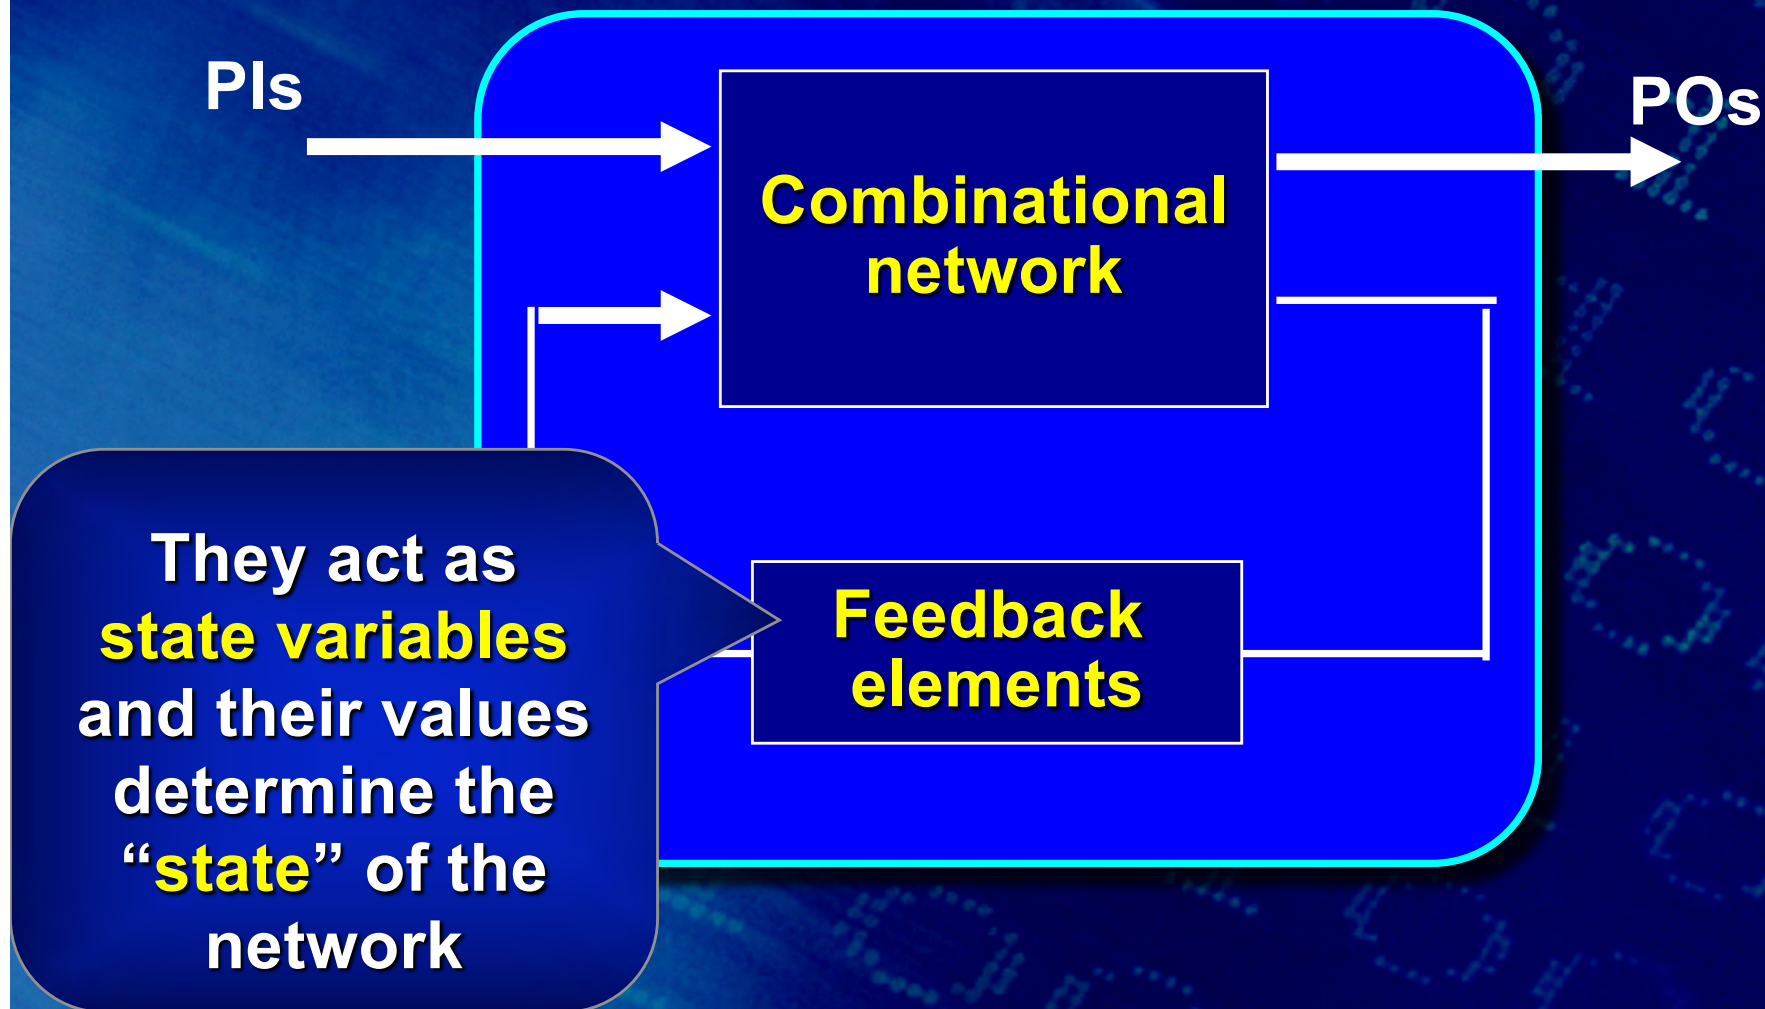 PIs
POs
Combinational
network
They act as
state variables
and their values
determine the
“state” of the
network
Feedback
elements